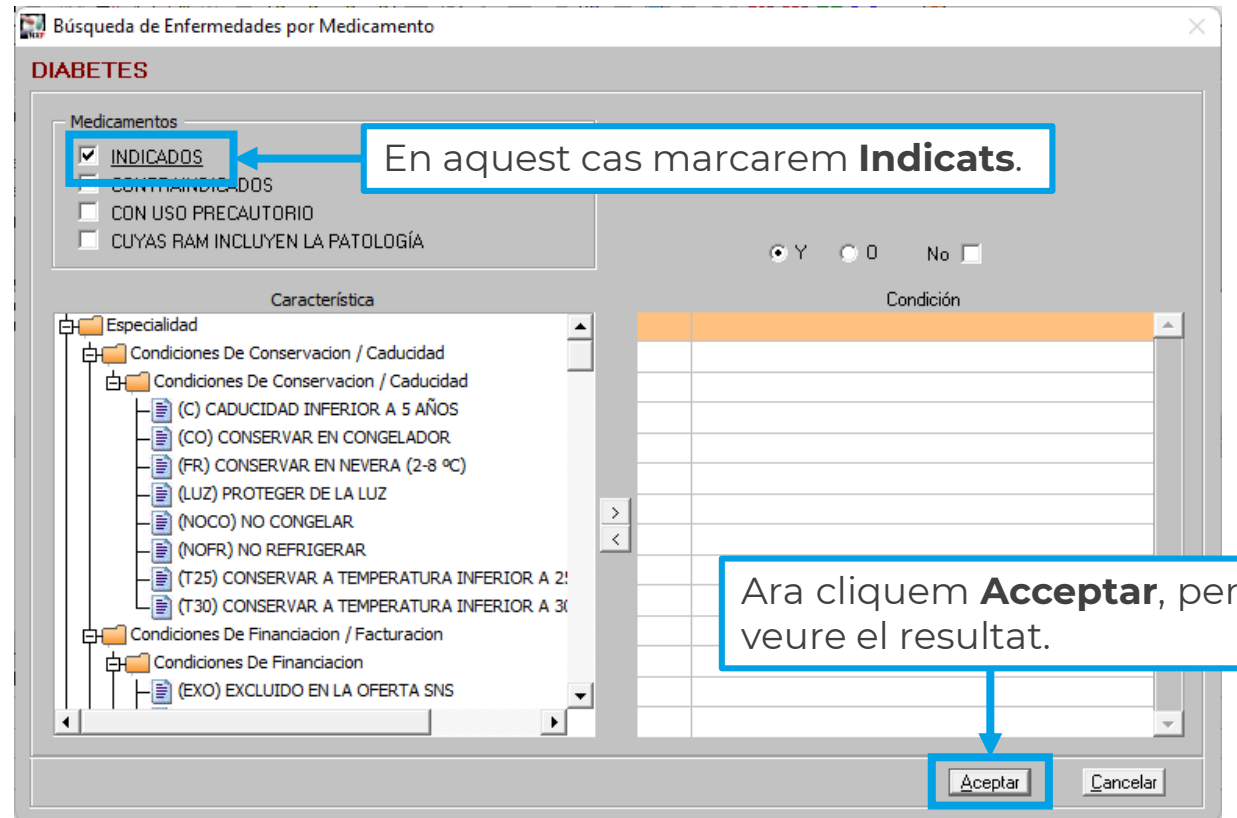 Búsqueda de Enfermedades por Medicamento
DIABETES
Medicamentos
INDICADOS
En aquest cas marcarem Indicats.
CONTRAINDICADOS
CON USO PRECAUTORIO
CUYAS RAM INCLUYEN LA PATOLOGÍA
Y O No
Característica
Especialidad
Condiciones De Conservacion / Caducidad
Condiciones De Conservacion / Caducidad
(C) CADUCIDAD INFERIOR A 5 AÑOS
(CO) CONSERVAR EN CONGELADOR
(FR) CONSERVAR EN NEVERA (2-8 ºC)
(LUZ) PROTEGER DE LA LUZ
(NOCO) NO CONGELAR
(NOFR) NO REFRIGERAR
(T25) CONSERVAR A TEMPERATURA INFERIOR A
(T30) CONSERVAR A TEMPERATURA INFERIOR A
Condiciones De Financiacion / Facturacion
Condiciones De Financiacion
(EXO) EXCLUIDO EN LA OFERTA SNS
>
<
Condición
Ara cliquem Acceptar, per
veure el resultat.
Aceptar
Cancelar